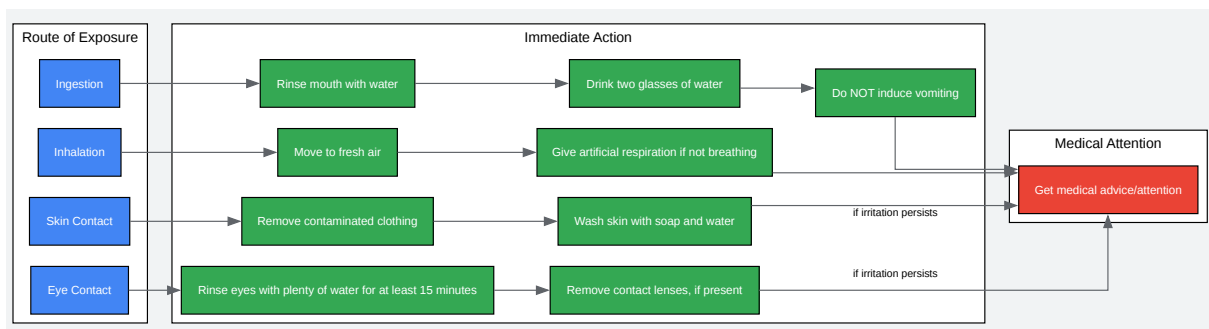 Route of Exposure
Immediate Action
Ingestion
Rinse mouth with water
Drink two glasses of water
Do NOT induce vomiting
Inhalation
Move to fresh air
Give artificial respiration if not breathing
Medical Attention
Get medical advice/attention
Skin Contact
Remove contaminated clothing
Wash skin with soap and water
if irritation persists
Eye Contact
Rinse eyes with plenty of water for at least 15 minutes
Remove contact lenses, if present
if irritation persists